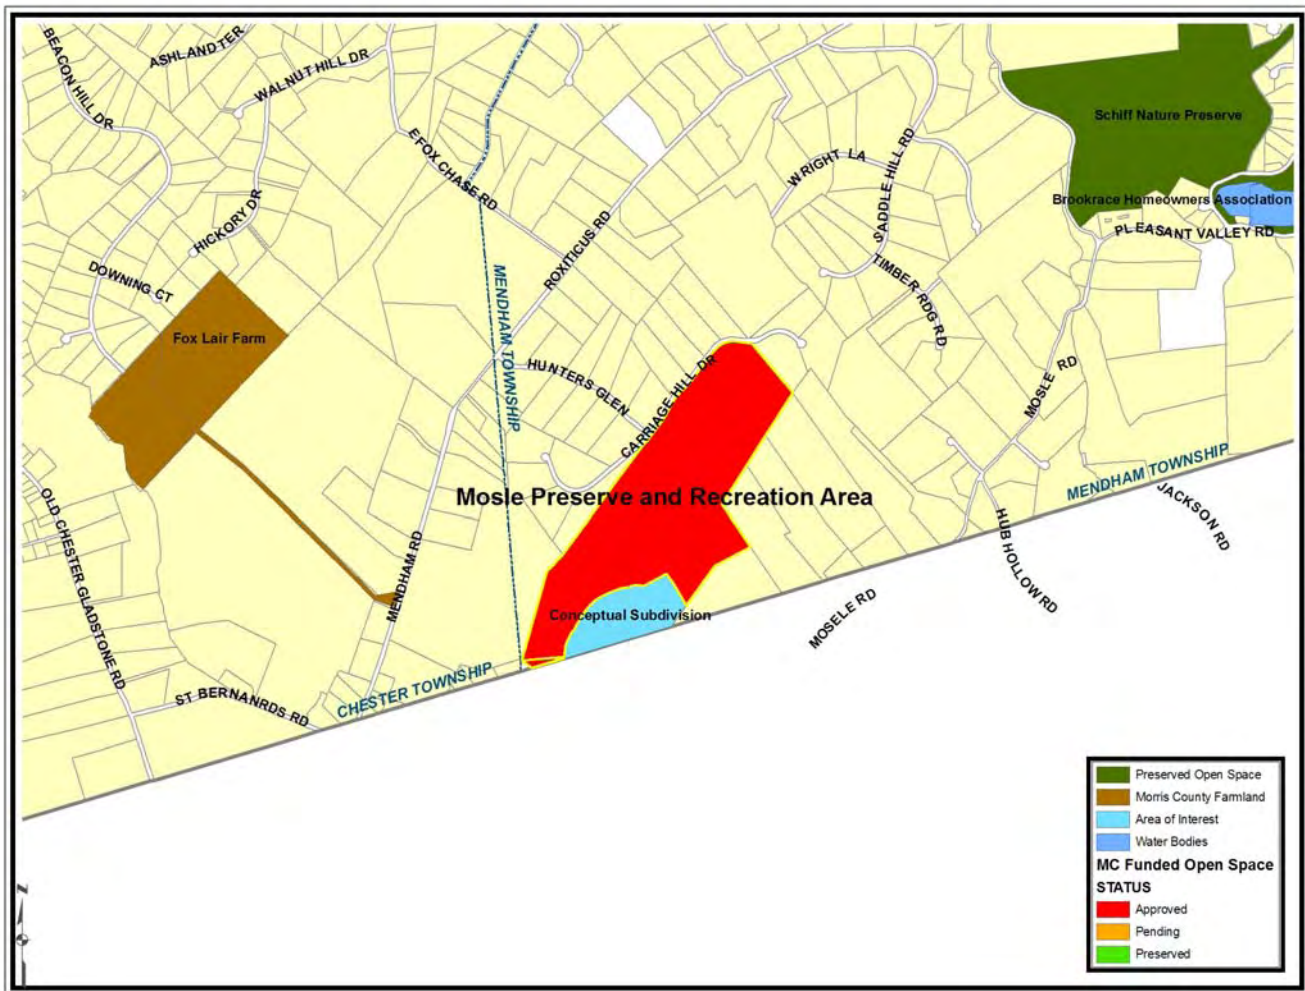 BEACON HILL DR
ASHLAND TER
WALNUT HILL DR
E FOX CHASE RD
HICKORY DR
DOWNING CT
Fox Lair Farm
ROXITICUS RD
MENDHAM TOWNSHIP
HUNTERS GLEN
CARRIAGE HILL DR
WRIGHT LA
SADDLE HILL RD
TIMBER RDG RD
Schiff Nature Preserve
Brookrace Homeowners Association
PLEASANT VALLEY RD
MOSLE RD
Mosle Preserve and Recreation Area
MENDHAM TOWNSHIP
JACKSON RD
HUB HOLLOW RD
OLD CHESTER GLADSTONE RD
MENDHAM RD
Conceptual Subdivision
MOSELE RD
CHESTER TOWNSHIP
ST BERNANRDS RD
Preserved Open Space
Morris County Farmland
Area of Interest
Water Bodies
MC Funded Open Space
STATUS
Approved
Pending
Preserved
Z